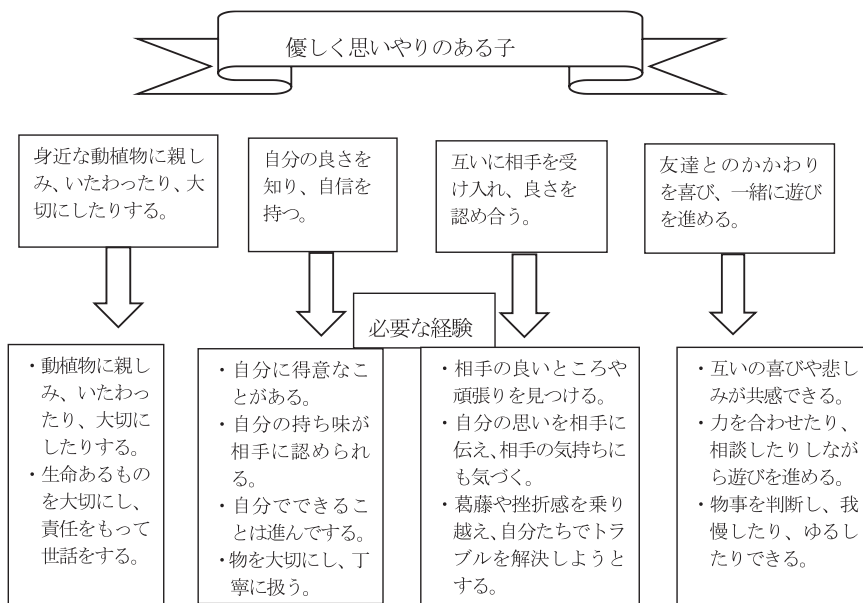 優しく思いやりのある子
身近な動植物に親し
み、いたわったり、大
切にしたりする。
自分の良さを
知り、自信を
持つ。
互いに相手を受
け入れ、良さを
認め合う。
友達とのかかわり
を喜び、一緒に遊び
を進める。
必要な経験
・動植物に親し
み、いたわっ
たり、大切に
したりする。
・生命あるもの
を大切にし、
責任をもって
世話をする。
・自分に得意なこ
とがある。
・自分の持ち味が
相手に認められ
る。
・自分でできるこ
とは進んでする。
・物を大切にし、丁
寧に扱う。
・相手の良いところや
頑張りを見つける。
・自分の思いを相手に
伝え、相手の気持ちに
も気づく。
・葛藤や挫折感を乗り
越え、自分たちでトラ
ブルを解決しようと
する。
・互いの喜びや悲し
みが共感できる。
・力を合わせたり、
相談したりしなが
ら遊びを進める。
・物事を判断し、我
慢したり、ゆるし
たりできる。